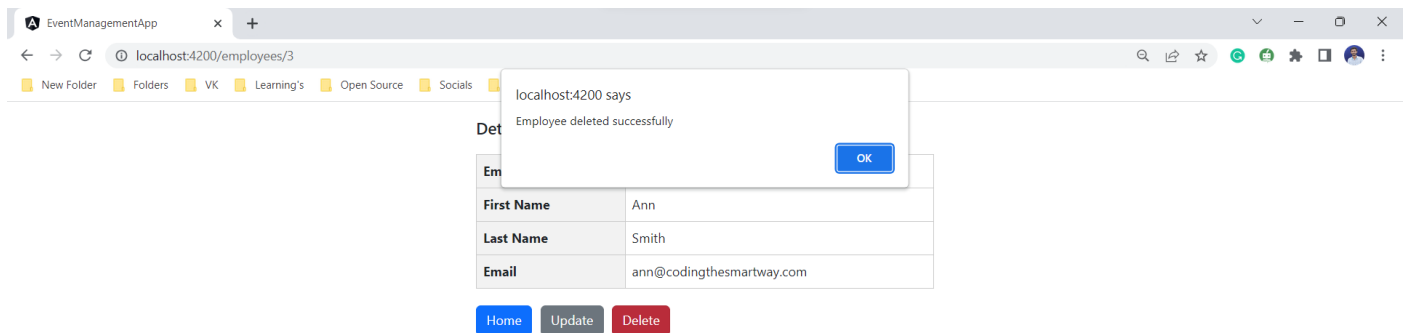 EventManagementApp
localhost:4200/employees/3
New Folder Folders VK Learning's Open Source Socials
localhost:4200 says
Employee deleted successfully
OK
Det
Em
First Name Ann
Last Name Smith
Email ann@codingthesmartway.com
Home Update Delete